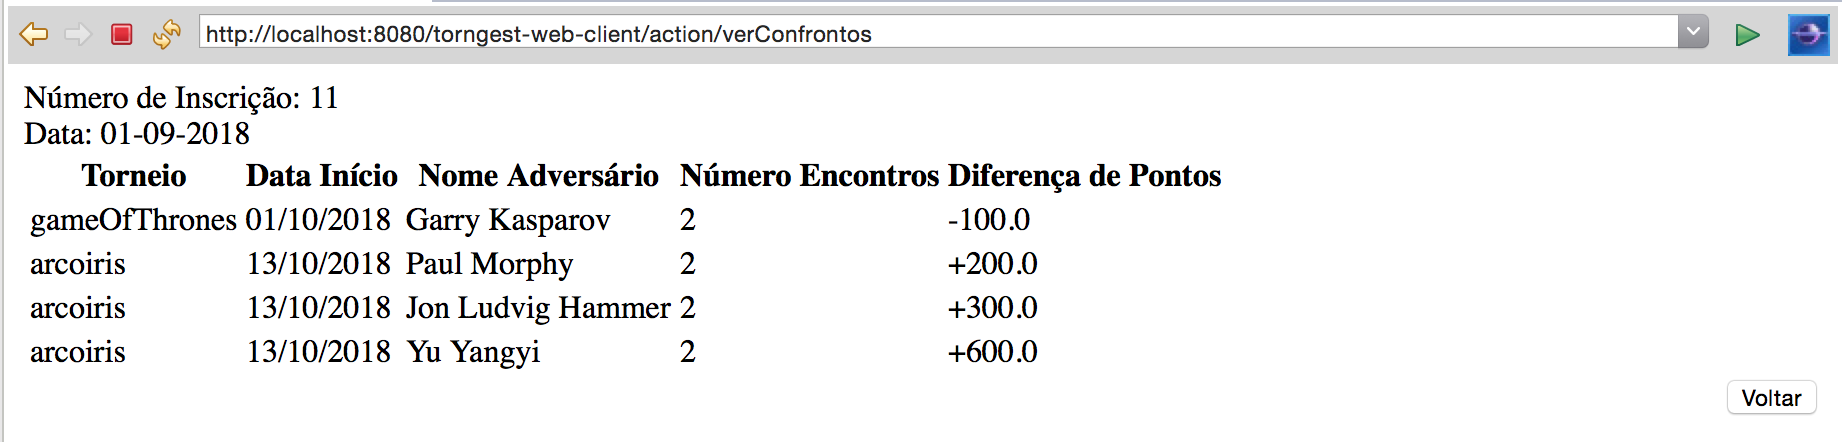 http://localhost:8080/torngest-web-client/action/verConfrontos
Número de Inscrição: 11
Data: 01-09-2018
Torneio Data Início Nome Adversário Número Encontros Diferença de Pontos
gameOfThrones 01/10/2018 Garry Kasparov 2 -100.0
arcoiris 13/10/2018 Paul Morphy 2 +200.0
arcoiris 13/10/2018 Jon Ludvig Hammer 2 +300.0
arcoiris 13/10/2018 Yu Yangyi 2 +600.0
Voltar